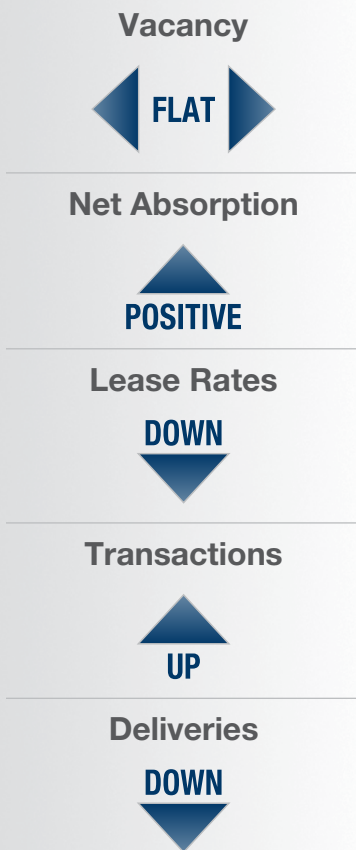 Vacancy
FLAT
Net Absorption
POSITIVE
Lease Rates
DOWN
Transactions
UP
Deliveries
DOWN